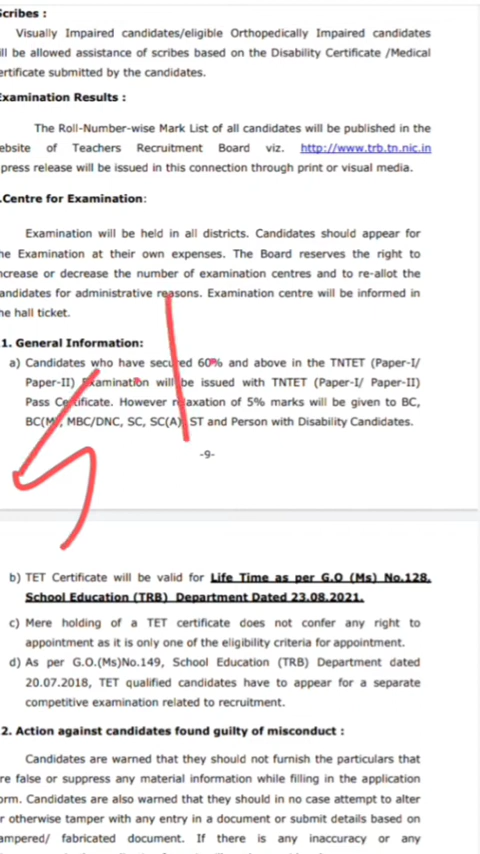 Scribes :
Visually Impaired candidates/eligible Orthopedically Impaired candidates
ill be allowed assistance of scribes based on the Disability Certificate /Medical
ertificate submitted by the candidates.
Examination Results :
The Roll-Number-wise Mark List of all candidates will be published in the
ebsite of Teachers Recruitment Board viz. http://www.trb.tn.nic.in
press release will be issued in this connection through print or visual media.
.Centre for Examination:
Examination will be held in all districts. Candidates should appear for
he Examination at their own expenses. The Board reserves the right to
ncrease or decrease the number of examination centres and to re-allot the
andidates for administrative reasons. Examination centre will be informed in
he hall ticket.
1. General Information:
a) Candidates who have secured 60% and above in the TNTET (Paper-I/
Paper-II) Examination will be issued with TNTET (Paper-I/ Paper-II)
Pass Certificate. However relaxation of 5% marks will be given to BC,
BC(M), MBC/DNC, SC, SC(A), ST and Person with Disability Candidates.
-9-
b) TET Certificate will be valid for Life Time as per G.O (Ms) No.128,
School Education (TRB) Department Dated 23.08.2021.
c) Mere holding of a TET certificate does not confer any right to
appointment as it is only one of the eligibility criteria for appointment.
d) As per G.O.(Ms)No.149, School Education (TRB) Department dated
20.07.2018, TET qualified candidates have to appear for a separate
competitive examination related to recruitment.
2. Action against candidates found guilty of misconduct :
Candidates are warned that they should not furnish the particulars that
re false or suppress any material information while filling in the application
orm. Candidates are also warned that they should in no case attempt to alter
r otherwise tamper with any entry in a document or submit details based on
ampered/ fabricated document. If there is any inaccuracy or any